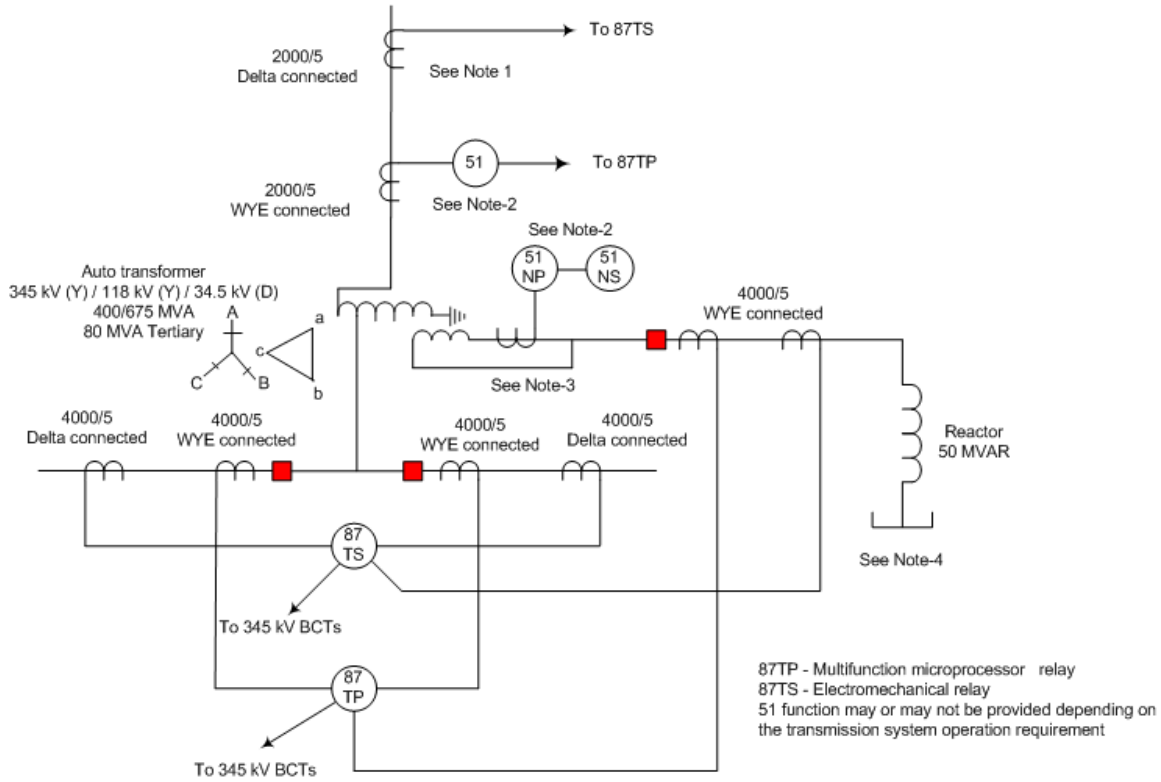 To 87TS
2000/5
Delta connected
See Note 1
51
To 87TP
2000/5
WYE connected
See Note-2
See Note-2
51
NP
51
NS
Auto transformer
345 kV (Y) / 118 kV (Y) / 34.5 kV (D)
400/675 MVA
80 MVA Tertiary
A
C
B
a
c
b
4000/5
WYE connected
See Note-3
4000/5
Delta connected
4000/5
WYE connected
4000/5
WYE connected
4000/5
Delta connected
Reactor
50 MVAR
See Note-4
87
TS
To 345 kV BCTs
87
TP
To 345 kV BCTs
87TP - Multifunction microprocessor relay
87TS - Electromechanical relay
51 function may or may not be provided depending on
the transmission system operation requirement